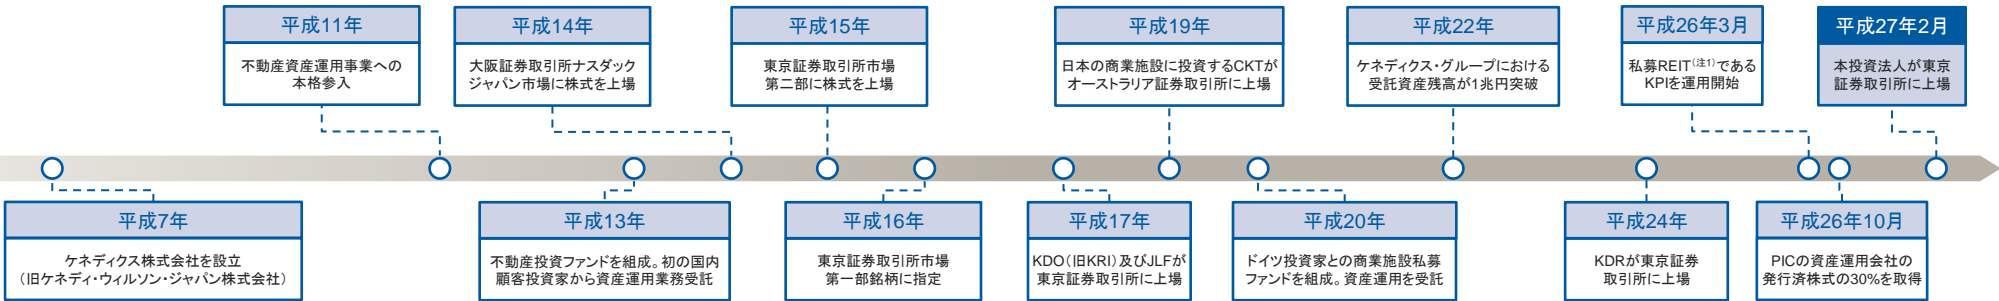 平成11年
不動産資産運用事業への
本格参入
平成14年
大阪証券取引所ナスダック
ジャパン市場に株式を上場
平成15年
東京証券取引所市場
第二部に株式を上場
平成19年
日本の商業施設に投資するCKTが
オーストラリア証券取引所に上場
平成22年
ケネディクス・グループにおける
受託資産残高が1兆円突破
平成26年3月
私募REIT(注1)である
KPIを運用開始
平成27年2月
本投資法人が東京
証券取引所に上場
平成7年
ケネディクス株式会社を設立
(旧ケネディ・ウィルソン・ジャパン株式会社)
平成13年
不動産投資ファンドを組成。初の国内
顧客投資家から資産運用業務受託
平成16年
東京証券取引所市場
第一部銘柄に指定
平成17年
KDO(旧KRI)及びJLFが
東京証券取引所に上場
平成20年
ドイツ投資家との商業施設私募
ファンドを組成。資産運用を受託
平成24年
KDRが東京証券
取引所に上場
平成26年10月
PICの資産運用会社の
発行済株式の30%を取得